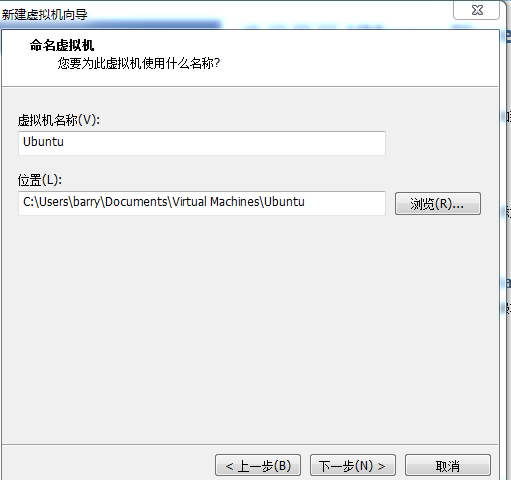 新建虚拟机向导
命名虚拟机
您要为此虚拟机使用什么名称?
虚拟机名称(V):
Ubuntu
位置(L):
C:\Users\barry\Documents\Virtual Machines\Ubuntu
浏览(R)...
< 上一步(B)
下一步(N) >
取消